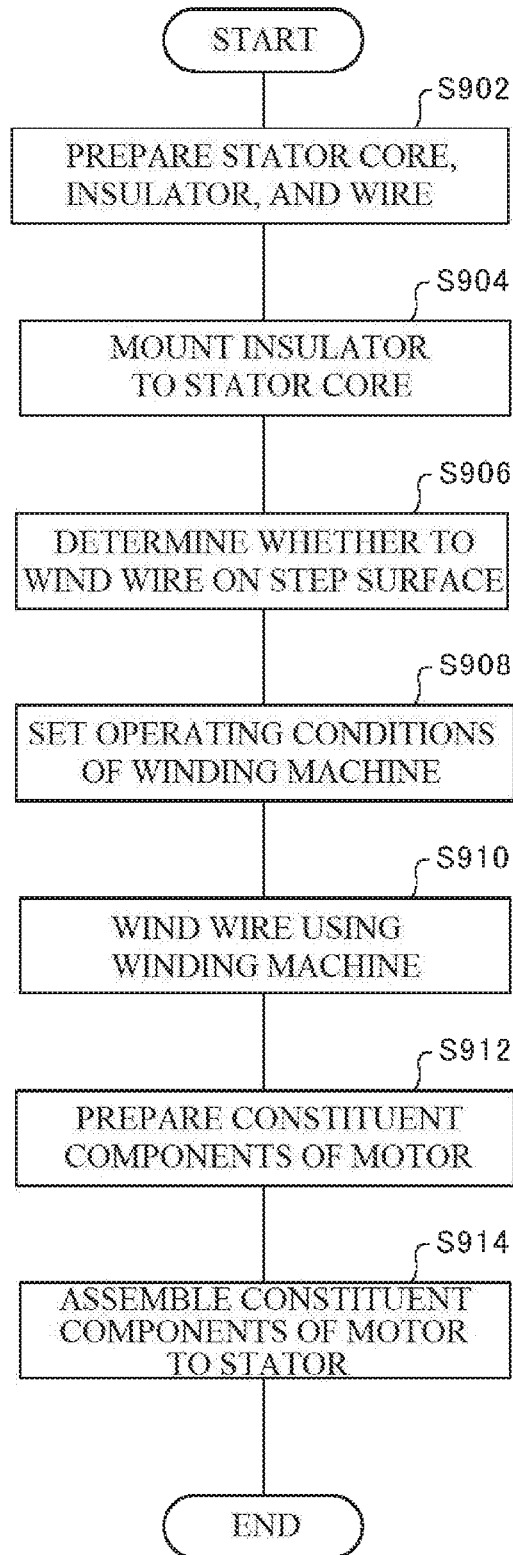 START
S902
PREPARE STATOR CORE,
INSULATOR, AND WIRE
S904
MOUNT INSULATOR
TO STATOR CORE
S906
DETERMINE WHETHER TO
WIND WIRE ON STEP SURFACE
S908
SET OPERATING CONDITIONS
OF WINDING MACHINE
S910
WIND WIRE USING
WINDING MACHINE
S912
PREPARE CONSTITUENT
COMPONENTS OF MOTOR
S914
ASSEMBLE CONSTITUENT
COMPONENTS OF MOTOR
TO STATOR
END